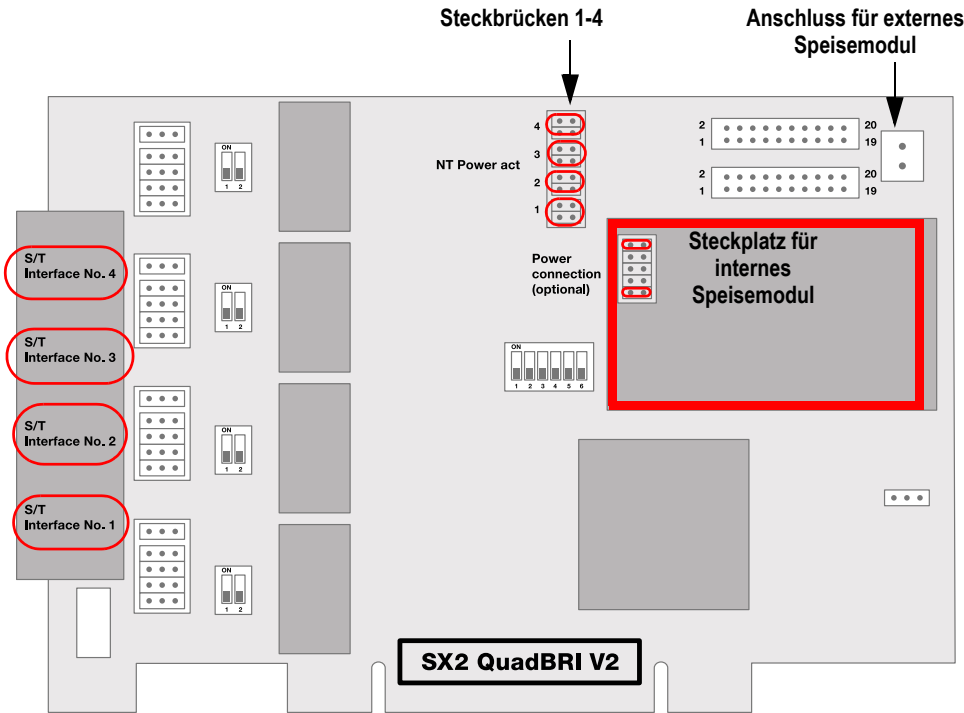 Steckbrücken 1-4
Anschluss für externes
Speisemodul
ON
1 2
4
3
2
1
NT Power act
2 20
1 19
2 20
1 19
S/T
Interface No. 4
ON
1 2
Power
connection
(optional)
Steckplatz für
internes
Speisemodul
S/T
Interface No. 3
ON
1 2 3 4 5 6
S/T
Interface No. 2
ON
1 2
S/T
Interface No. 1
ON
1 2
SX2 QuadBRI V2